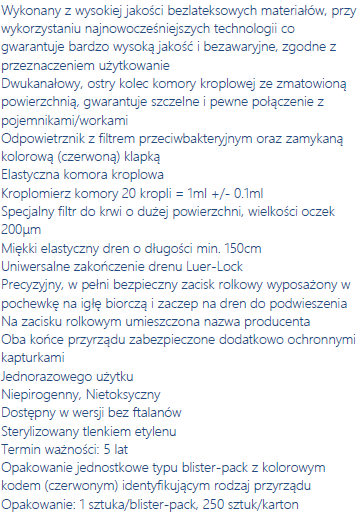 Wykonany z wysokiej jakości bezlateksowych materiałów, przy
wykorzystaniu najnowocześniejszych technologii co
gwarantuje bardzo wysoką jakość i bezawaryjne, zgodne z
przeznaczeniem użytkowanie
Dwukanałowy, ostry kolec komory kroplowej ze zmatowioną
powierzchnią, gwarantuje szczelne i pewne połączenie z
pojemnikami/workami
Odpowietrznik z filtrem przeciwbakteryjnym oraz zamykaną
kolorową (czerwoną) klapką
Elastyczna komora kroplowa
Kroplomierz komory 20 kropli = 1ml +/- 0.1ml
Specjalny filtr do krwi o dużej powierzchni, wielkości oczek
200µm
Miękki elastyczny dren o długości min. 150cm
Uniwersalne zakończenie drenu Luer-Lock
Precyzyjny, w pełni bezpieczny zacisk rolkowy wyposażony w
pochewkę na igłę biorczą i zaczep na dren do podwieszenia
Na zacisku rolkowym umieszczona nazwa producenta
Oba końce przyrządu zabezpieczone dodatkowo ochronnymi
kapturkami
Jednorazowego użytku
Niepirogenny, Nietoksyczny
Dostępny w wersji bez ftalanów
Sterylizowany tlenkiem etylenu
Termin ważności: 5 lat
Opakowanie jednostkowe typu blister-pack z kolorowym
kodem (czerwonym) identyfikującym rodzaj przyrządu
Opakowanie: 1 sztuka/blister-pack, 250 sztuk/karton